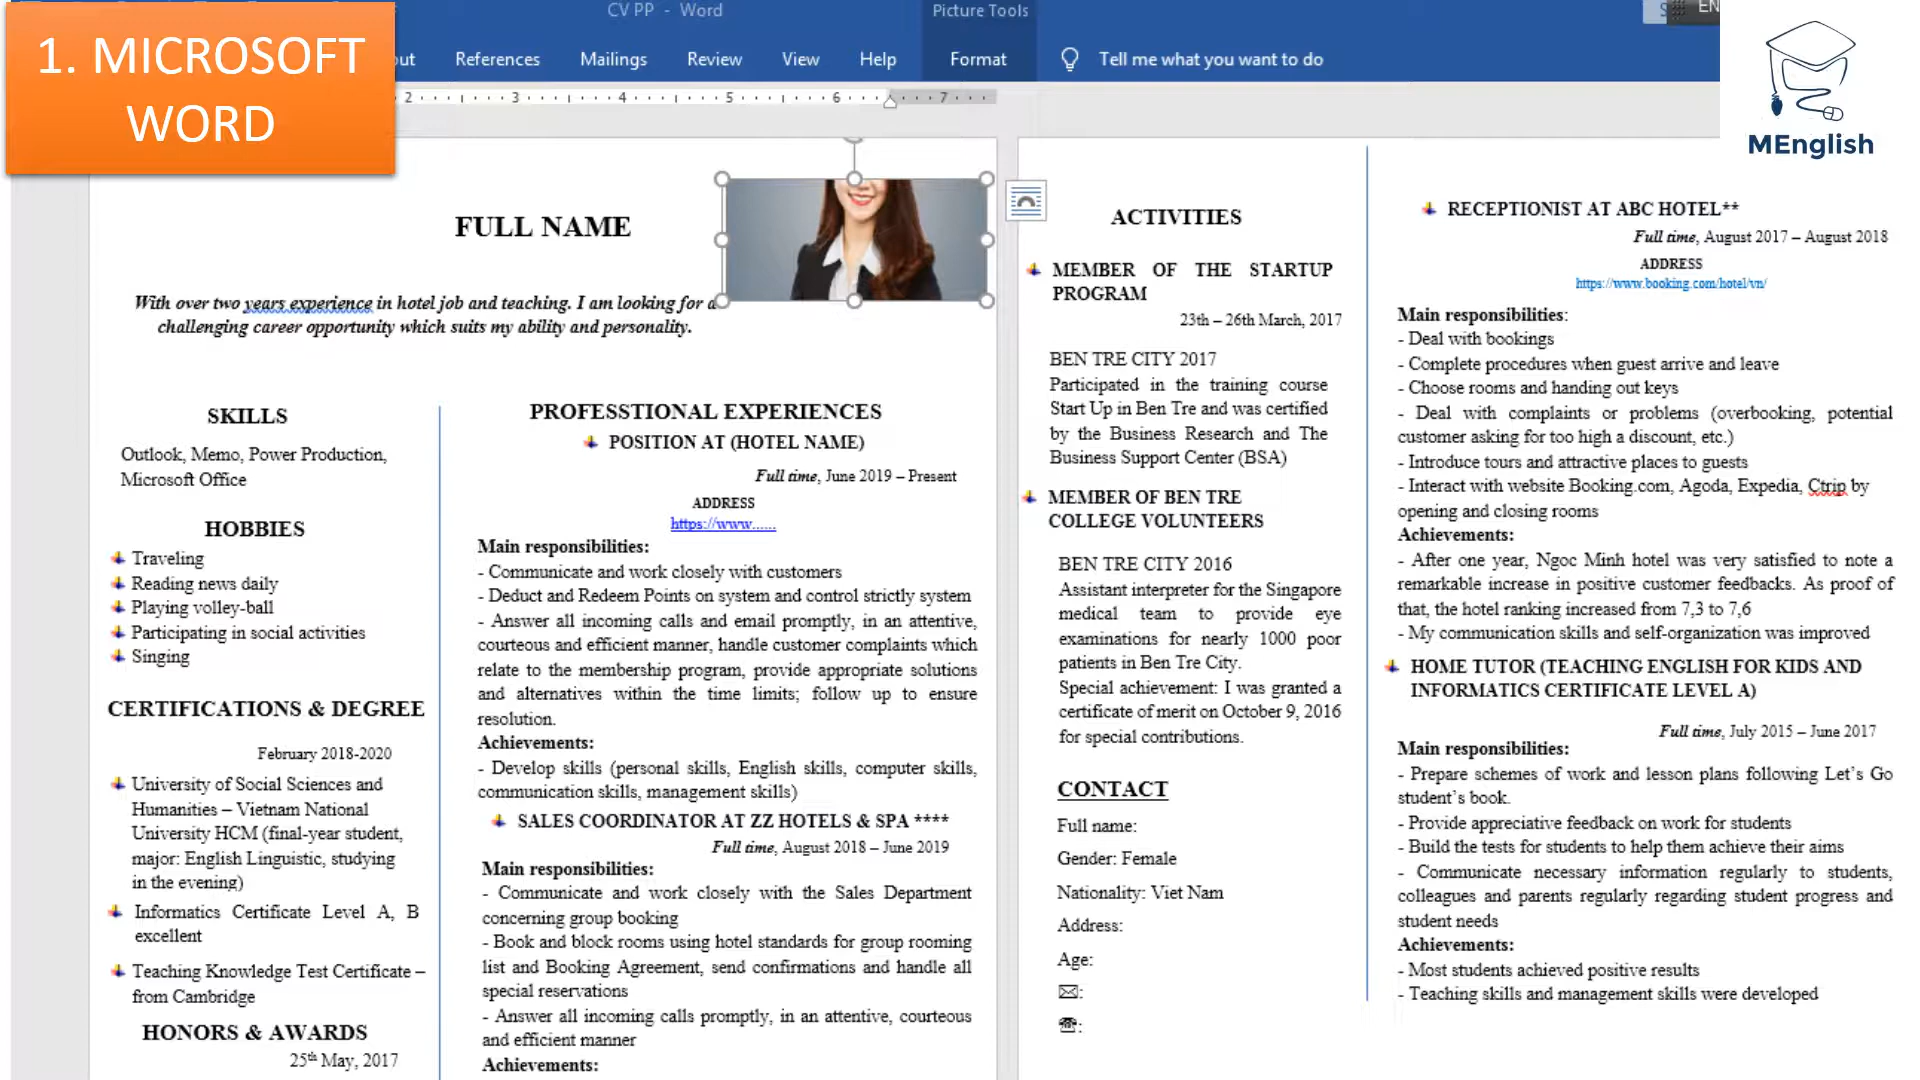 1. MICROSOFT
WORD
CV PP - Word
Picture Tools
EN
out References Mailings Review View Help Format Tell me what you want to do
2 3 4 5 6 7
MEnglish
FULL NAME
With over two years experience in hotel job and teaching. I am looking for a
challenging career opportunity which suits my ability and personality.
SKILLS
Outlook, Memo, Power Production,
Microsoft Office
HOBBIES
Traveling
Reading news daily
Playing volley-ball
Participating in social activities
Singing
CERTIFICATIONS & DEGREE
February 2018-2020
University of Social Sciences and
Humanities – Vietnam National
University HCM (final-year student,
major: English Linguistic, studying
in the evening)
Informatics Certificate Level A, B
excellent
Teaching Knowledge Test Certificate –
from Cambridge
HONORS & AWARDS
25th May, 2017
PROFESSTIONAL EXPERIENCES
POSITION AT (HOTEL NAME)
Full time, June 2019 – Present
ADDRESS
https://www......
Main responsibilities:
- Communicate and work closely with customers
- Deduct and Redeem Points on system and control strictly system
- Answer all incoming calls and email promptly, in an attentive,
courteous and efficient manner, handle customer complaints which
relate to the membership program, provide appropriate solutions
and alternatives within the time limits; follow up to ensure
resolution.
Achievements:
- Develop skills (personal skills, English skills, computer skills,
communication skills, management skills)
SALES COORDINATOR AT ZZ HOTELS & SPA ****
Full time, August 2018 – June 2019
Main responsibilities:
- Communicate and work closely with the Sales Department
concerning group booking
- Book and block rooms using hotel standards for group rooming
list and Booking Agreement, send confirmations and handle all
special reservations
- Answer all incoming calls promptly, in an attentive, courteous
and efficient manner
Achievements:
ACTIVITIES
MEMBER OF THE STARTUP
PROGRAM
23th – 26th March, 2017
BEN TRE CITY 2017
Participated in the training course
Start Up in Ben Tre and was certified
by the Business Research and The
Business Support Center (BSA)
MEMBER OF BEN TRE
COLLEGE VOLUNTEERS
BEN TRE CITY 2016
Assistant interpreter for the Singapore
medical team to provide eye
examinations for nearly 1000 poor
patients in Ben Tre City.
Special achievement: I was granted a
certificate of merit on October 9, 2016
for special contributions.
CONTACT
Full name:
Gender: Female
Nationality: Viet Nam
Address:
Age:
✉:
☎:
RECEPTIONIST AT ABC HOTEL**
Full time, August 2017 – August 2018
ADDRESS
https://www.booking.com/hotel/vn/
Main responsibilities:
- Deal with bookings
- Complete procedures when guest arrive and leave
- Choose rooms and handing out keys
- Deal with complaints or problems (overbooking, potential
customer asking for too high a discount, etc.)
- Introduce tours and attractive places to guests
- Interact with website Booking.com, Agoda, Expedia, Ctrip by
opening and closing rooms
Achievements:
- After one year, Ngoc Minh hotel was very satisfied to note a
remarkable increase in positive customer feedbacks. As proof of
that, the hotel ranking increased from 7,3 to 7,6
- My communication skills and self-organization was improved
HOME TUTOR (TEACHING ENGLISH FOR KIDS AND
INFORMATICS CERTIFICATE LEVEL A)
Full time, July 2015 – June 2017
Main responsibilities:
- Prepare schemes of work and lesson plans following Let's Go
student's book.
- Provide appreciative feedback on work for students
- Build the tests for students to help them achieve their aims
- Communicate necessary information regularly to students,
colleagues and parents regularly regarding student progress and
student needs
Achievements:
- Most students achieved positive results
- Teaching skills and management skills were developed